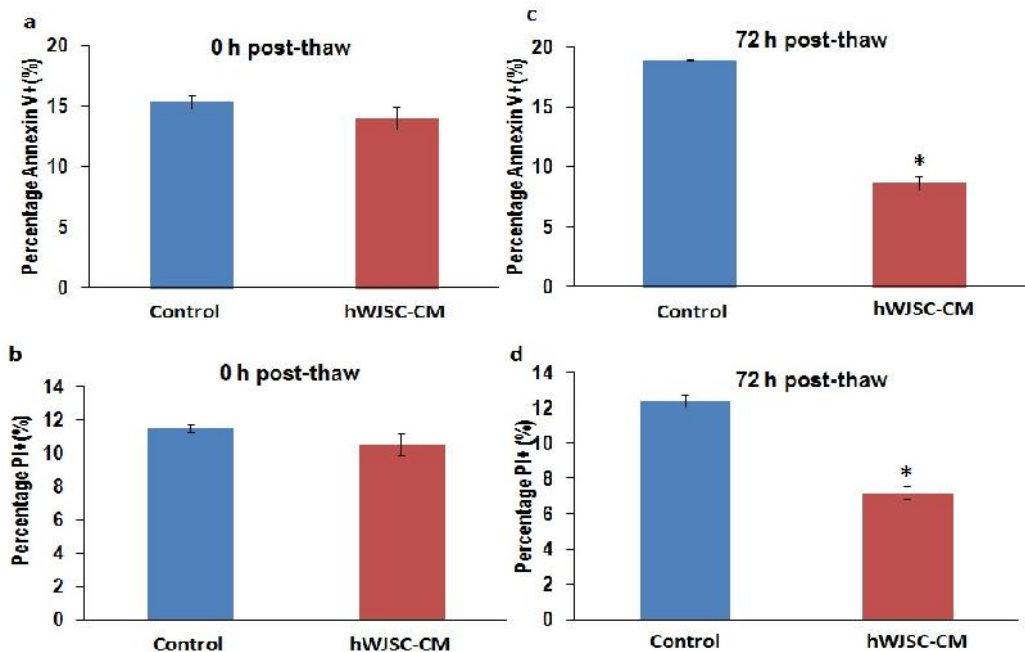 a
0 h post-thaw
Percentage Annexin V+(%)
20
15
10
5
0
Control
hWJSC-CM
c
72 h post-thaw
Percentage Annexin V+(%)
20
15
10
5
0
*
Control
hWJSC-CM
b
0 h post-thaw
Percentage PI+(%)
14
12
10
8
6
4
2
0
Control
hWJSC-CM
d
72 h post-thaw
Percentage PI+(%)
14
12
10
8
6
4
2
0
*
Control
hWJSC-CM